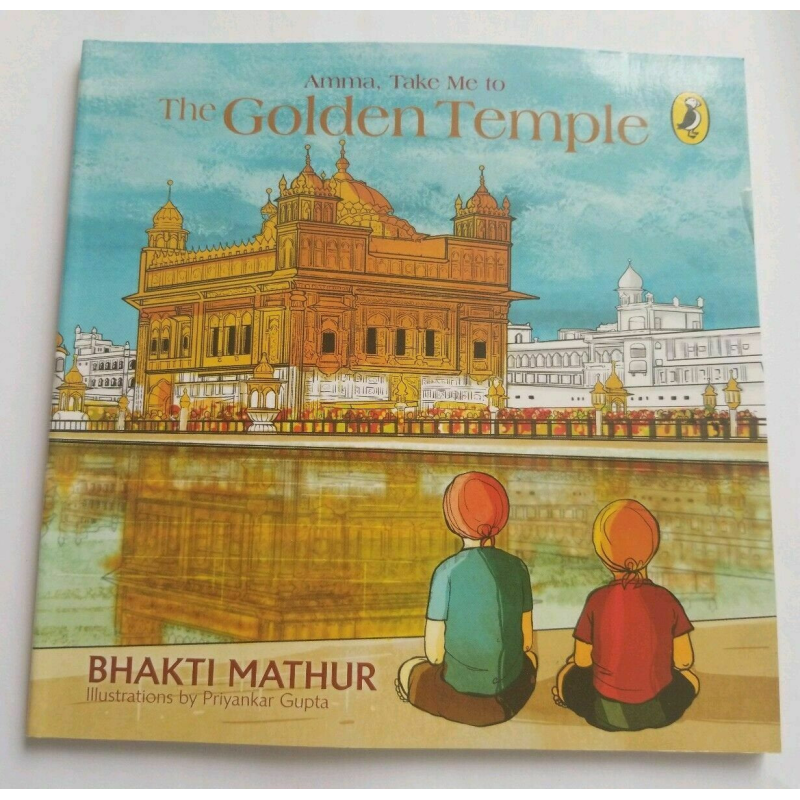 Amma, Take Me to
The Golden Temple
BHAKTI MATHUR
Illustrations by Priyankar Gupta